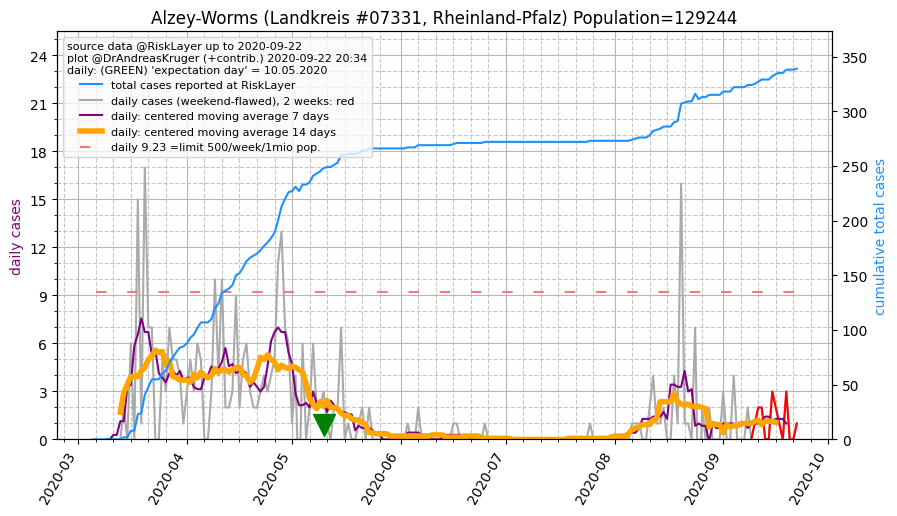 Alzey-Worms (Landkreis #07331, Rheinland-Pfalz) Population=129244
source data @RiskLayer up to 2020-09-22
plot @DrAndreasKruger (+contrib.) 2020-09-22 20:34
daily: (GREEN) 'expectation day' = 10.05.2020
total cases reported at RiskLayer
daily cases (weekend-flawed), 2 weeks: red
daily: centered moving average 7 days
daily: centered moving average 14 days
daily 9.23 =limit 500/week/1mio pop.
daily cases
24
21
18
15
12
9
6
3
0
cumulative total cases
350
300
250
200
150
100
50
0
2020-03
2020-04
2020-05
2020-06
2020-07
2020-08
2020-09
2020-10